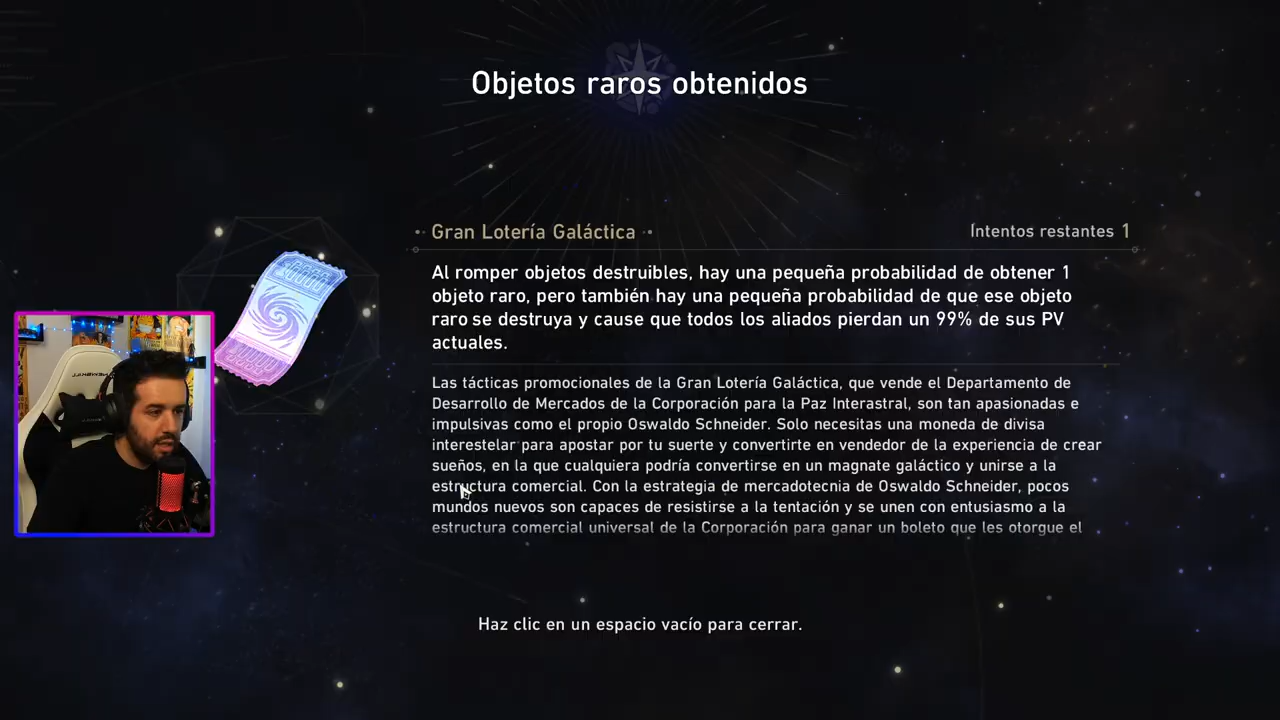 Objetos raros obtenidos
Gran Lotería Galáctica
Intentos restantes 1
Al romper objetos destruibles, hay una pequeña probabilidad de obtener 1
objeto raro, pero también hay una pequeña probabilidad de que ese objeto
raro se destruya y cause que todos los aliados pierdan un 99% de sus PV
actuales.
Las tácticas promocionales de la Gran Lotería Galáctica, que vende el Departamento de
Desarrollo de Mercados de la Corporación para la Paz Interastral, son tan apasionadas e
impulsivas como el propio Oswaldo Schneider. Solo necesitas una moneda de divisa
interestelar para apostar por tu suerte y convertirte en vendedor de la experiencia de crear
sueños, en la que cualquiera podría convertirse en un magnate galáctico y unirse a la
estructura comercial. Con la estrategia de mercadotecnia de Oswaldo Schneider, pocos
mundos nuevos son capaces de resistirse a la tentación y se unen con entusiasmo a la
estructura comercial universal de la Corporación para ganar un boleto que les otorgue el
Haz clic en un espacio vacío para cerrar.